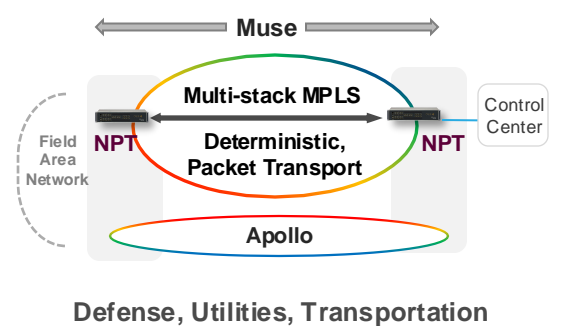 Muse
Multi-stack MPLS
Control
Center
NPT
NPT
Field
Area
Network
Deterministic,
Packet Transport
Apollo
Defense, Utilities, Transportation